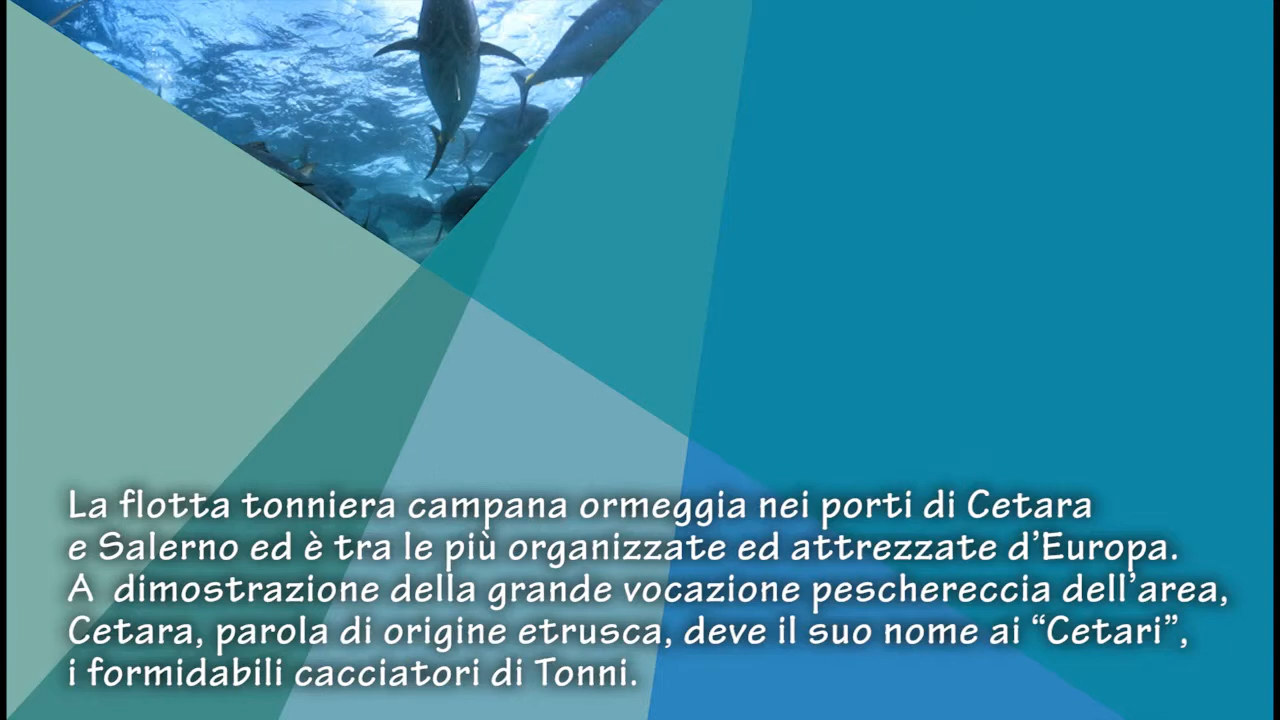 La flotta tonniera campana ormeggia nei porti di Cetara
e Salerno ed è tra le più organizzate ed attrezzate d’Europa.
A  dimostrazione della grande vocazione peschereccia dell’area,
Cetara, parola di origine etrusca, deve il suo nome ai “Cetari”,
i formidabili cacciatori di Tonni.